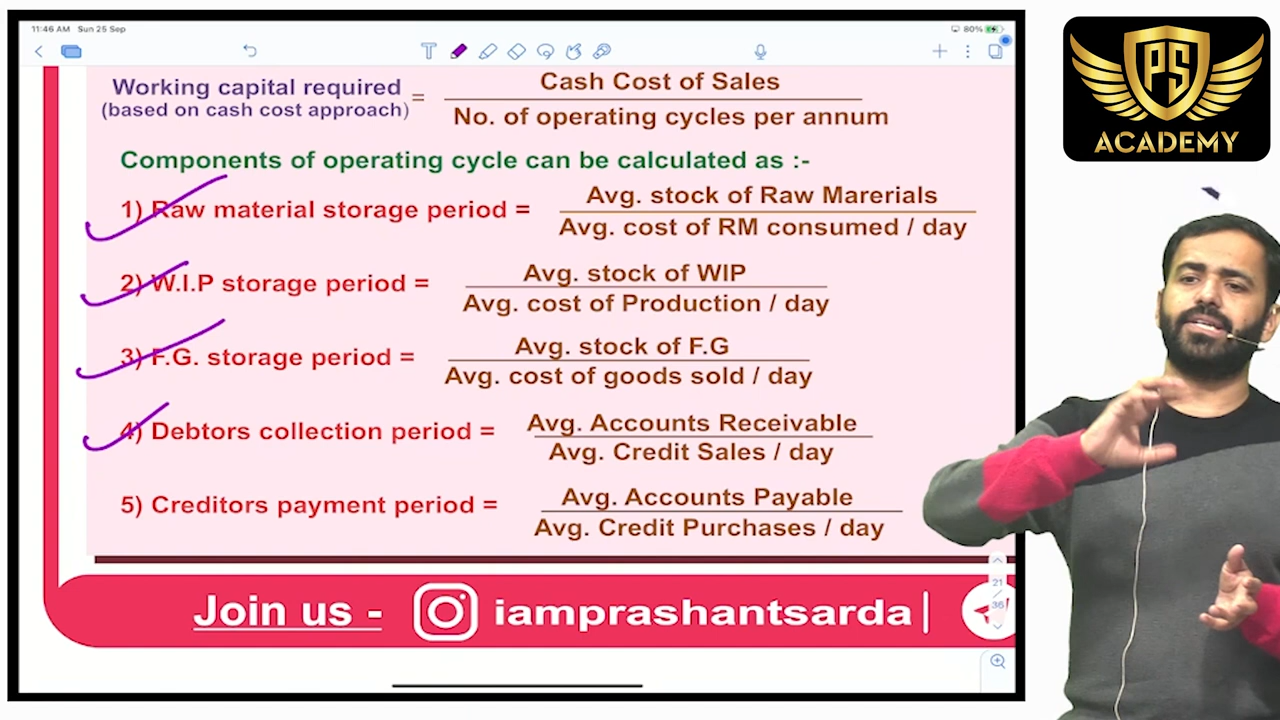 11:46 AM Sun 25 Sep
80%
Working capital required = Cash Cost of Sales
(based on cash cost approach) No. of operating cycles per annum
Components of operating cycle can be calculated as :-
1) Raw material storage period = Avg. stock of Raw Marerials
Avg. cost of RM consumed / day
2) W.I.P storage period = Avg. stock of WIP
Avg. cost of Production / day
3) F.G. storage period = Avg. stock of F.G
Avg. cost of goods sold / day
4) Debtors collection period = Avg. Accounts Receivable
Avg. Credit Sales / day
5) Creditors payment period = Avg. Accounts Payable
Avg. Credit Purchases / day
21
/
36
Join us - iamprashantsarda |
PS
ACADEMY